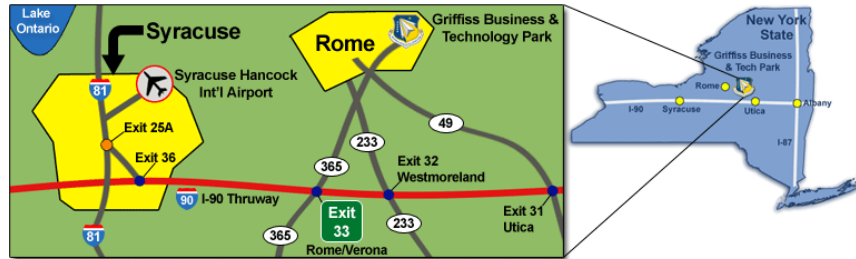 Lake
Ontario
Syracuse
Rome
Griffiss Business &
Technology Park
81
Syracuse Hancock
Int'l Airport
Exit 25A
Exit 36
90
I-90 Thruway
81
365
233
49
Exit 32
Westmoreland
Exit
33
Rome/Verona
365
233
Exit 31
Utica
New York
State
Griffiss Business
& Tech Park
Rome
I-90
Syracuse
Utica
Albany
I-87